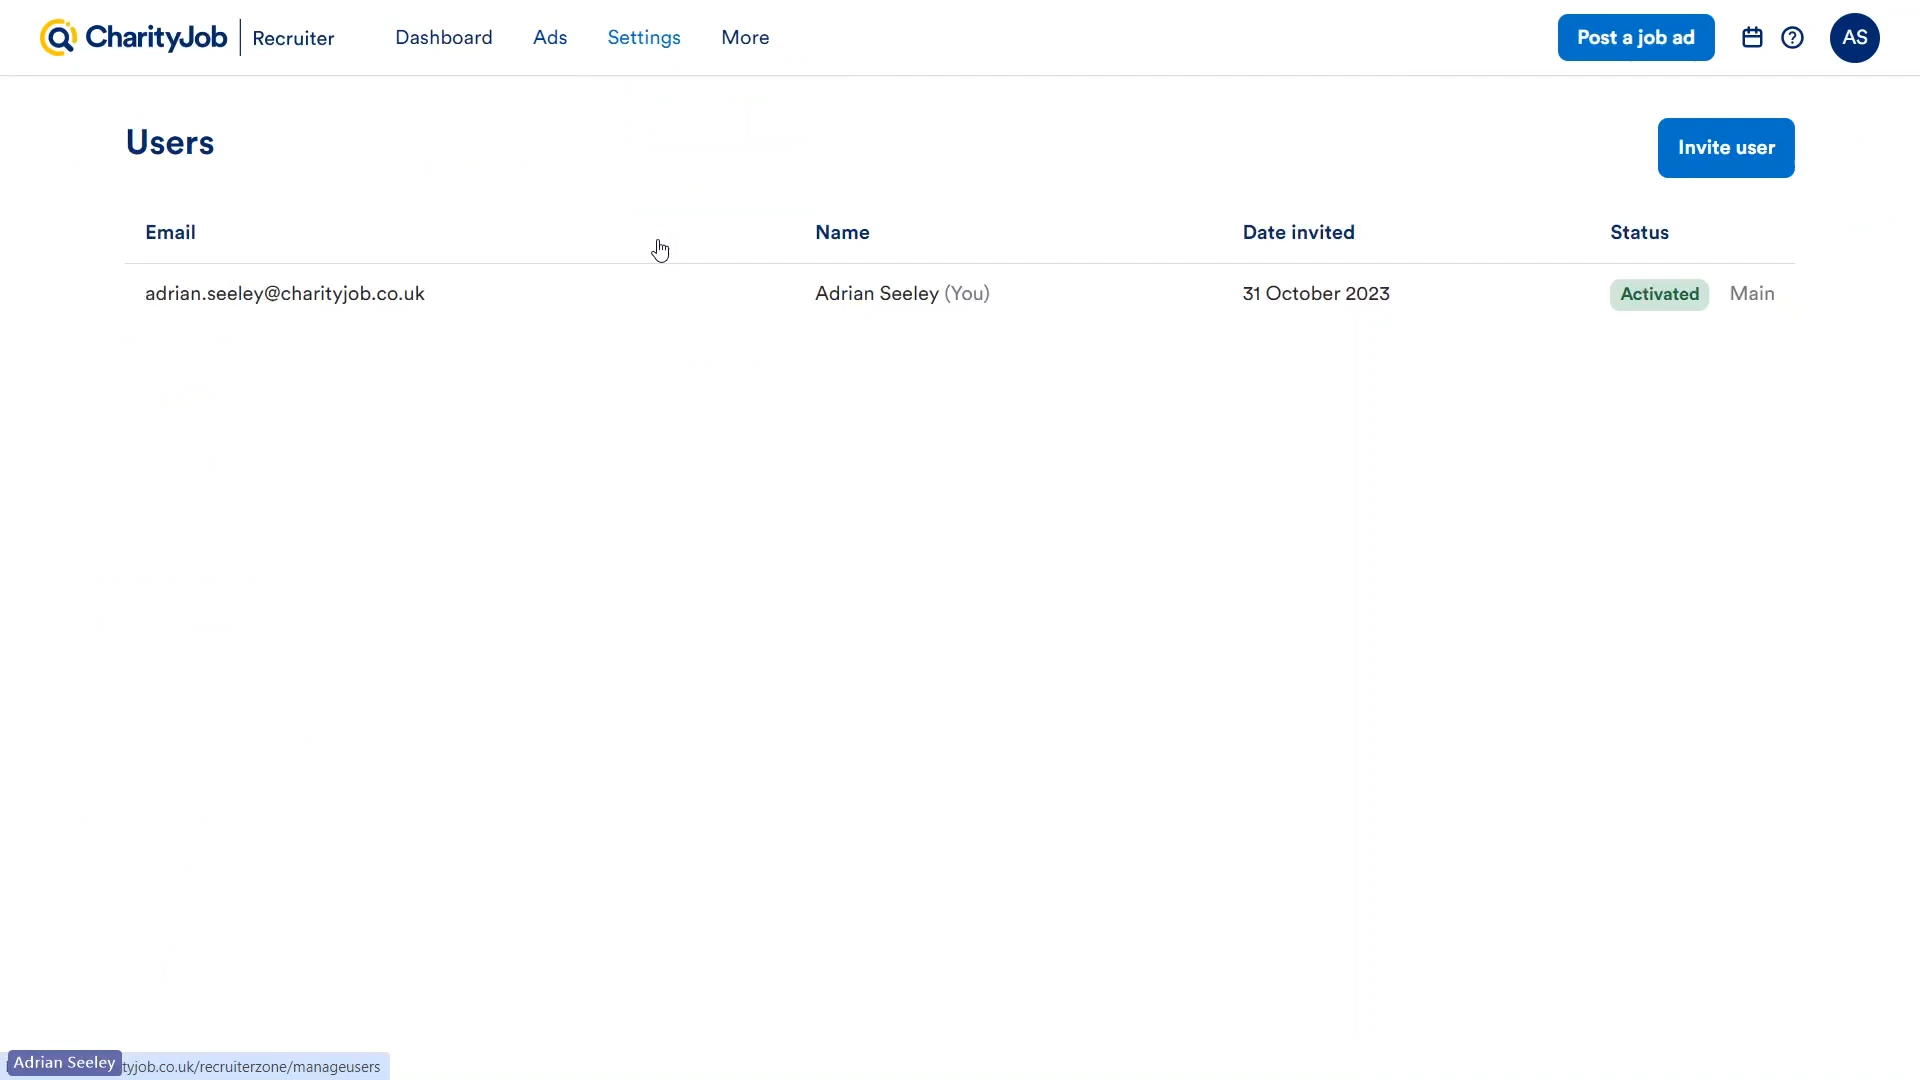 CharityJob Recruiter Dashboard Ads Settings More Post a job ad AS
Users
Invite user
Email Name Date invited Status
adrian.seeley@charityjob.co.uk Adrian Seeley (You) 31 October 2023 Activated Main
Adrian Seeley tyjob.co.uk/recruiterzone/manageusers